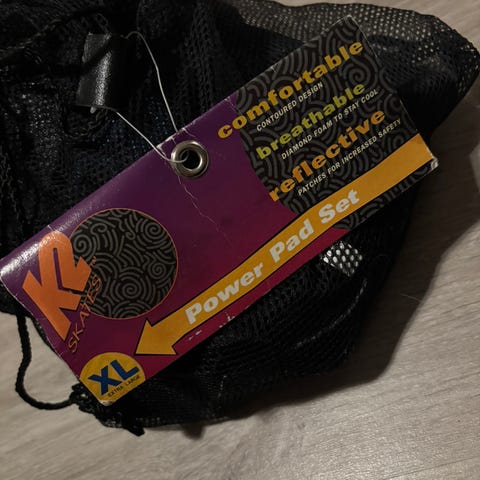 comfortable
CONTOURED DESIGN
breathable
DIAMOND FOAM TO STAY COOL
reflective
PATCHES FOR INCREASED SAFETY
Power Pad Set
K2
SKATES
XL
EXTRA LARGE